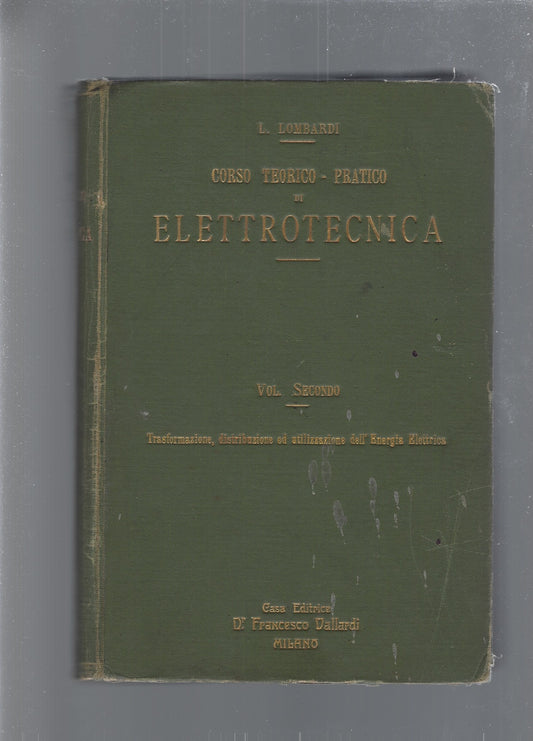 L. LOMBARDI
CORSO TEORICO - PRATICO
DI
ELETTROTECNICA
VOL. SECONDO
Trasformazione, distribuzione ed utilizzazione dell'Energia Elettrica
Casa Editrice
Dr. Francesco Vallardi
MILANO